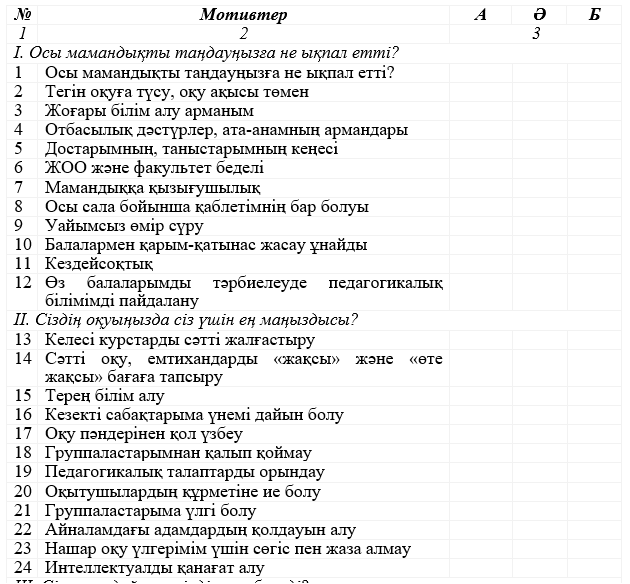 № Мотивтер А Ә Б
1 2 3
I. Осы мамандықты таңдауңызға не ықпал етті?
1 Осы мамандықты таңдауңызға не ықпал етті?
2 Тегін оқуға түсу, оқу ақысы төмен
3 Жоғары білім алу арманым
4 Отбасылық дәстүрлер, ата-анамның армандары
5 Достарымның, таныстарымның кеңесі
6 ЖОО және факультет беделі
7 Мамандыққа қызығушылық
8 Осы сала бойынша қаблетімнің бар болуы
9 Уайымсыз өмір сүру
10 Балалармен қарым-қатынас жасау ұнайды
11 Кездейсоқтық
12 Өз балаларымды тәрбиелеуде педагогикалық
білімімді пайдалану
II. Сіздің оқуыңызда сіз үшін ең маңыздысы?
13 Келесі курстарды сәтті жалғастыру
14 Сәтті оқу, емтихандарды «жақсы» және «өте
жақсы» бағаға тапсыру
15 Терең білім алу
16 Кезекті сабақтарыма үнемі дайын болу
17 Оқу пәндерінен қол үзбеу
18 Группаластарымнан қалып қоймау
19 Педагогикалық талаптарды орындау
20 Оқытушылардың құрметіне ие болу
21 Группаластарыма үлгі болу
22 Айналамдағы адамдардың қолдауын алу
23 Нашар оқу үлгерімім үшін сөгіс пен жаза алмау
24 Интеллектуалды қанағат алу